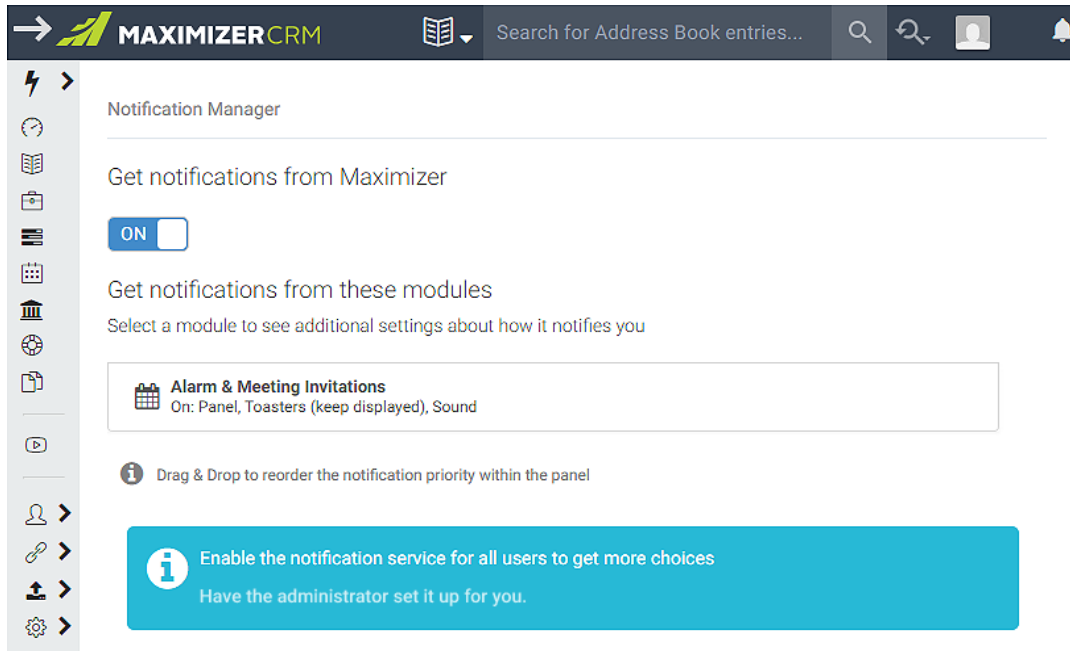 MAXIMIZERCRM
Search for Address Book entries...
Notification Manager
Get notifications from Maximizer
ON
Get notifications from these modules
Select a module to see additional settings about how it notifies you
Alarm & Meeting Invitations
On: Panel, Toasters (keep displayed), Sound
Drag & Drop to reorder the notification priority within the panel
Enable the notification service for all users to get more choices
Have the administrator set it up for you.